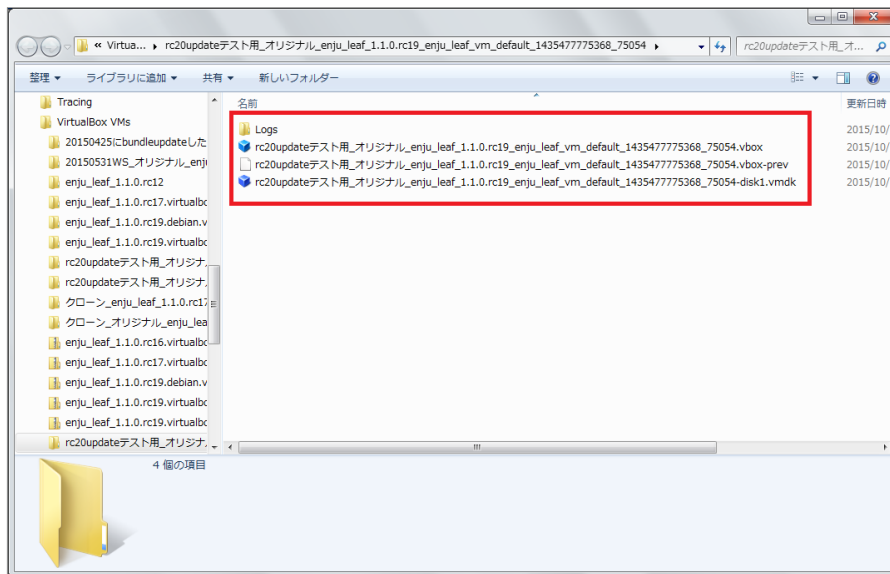 « Virtua... ▸ rc20updateテスト用_オリジナル_enju_leaf_1.1.0.rc19_enju_leaf_vm_default_1435477775368_75054 ▸
rc20updateテスト用_オ...
整理 ▼ ライブラリに追加 ▼ 共有 ▼ 新しいフォルダー
名前 更新日時
Tracing
VirtualBox VMs
20150425にbundleupdateした
20150531WS_オリジナル_enju
enju_leaf_1.1.0.rc12
enju_leaf_1.1.0.rc17.virtualbo
enju_leaf_1.1.0.rc19.debian.v
enju_leaf_1.1.0.rc19.virtualbo
rc20updateテスト用_オリジナ
rc20updateテスト用_オリジナ
クローン_enju_leaf_1.1.0.rc17
クローン_オリジナル_enju_lea
enju_leaf_1.1.0.rc16.virtualbo
enju_leaf_1.1.0.rc17.virtualbo
enju_leaf_1.1.0.rc19.debian.v
enju_leaf_1.1.0.rc19.virtualbo
enju_leaf_1.1.0.rc19.virtualbo
rc20updateテスト用_オリジナ
Logs 2015/10/
rc20updateテスト用_オリジナル_enju_leaf_1.1.0.rc19_enju_leaf_vm_default_1435477775368_75054.vbox 2015/10/
rc20updateテスト用_オリジナル_enju_leaf_1.1.0.rc19_enju_leaf_vm_default_1435477775368_75054.vbox-prev 2015/10/
rc20updateテスト用_オリジナル_enju_leaf_1.1.0.rc19_enju_leaf_vm_default_1435477775368_75054-disk1.vmdk 2015/10/
4 個の項目